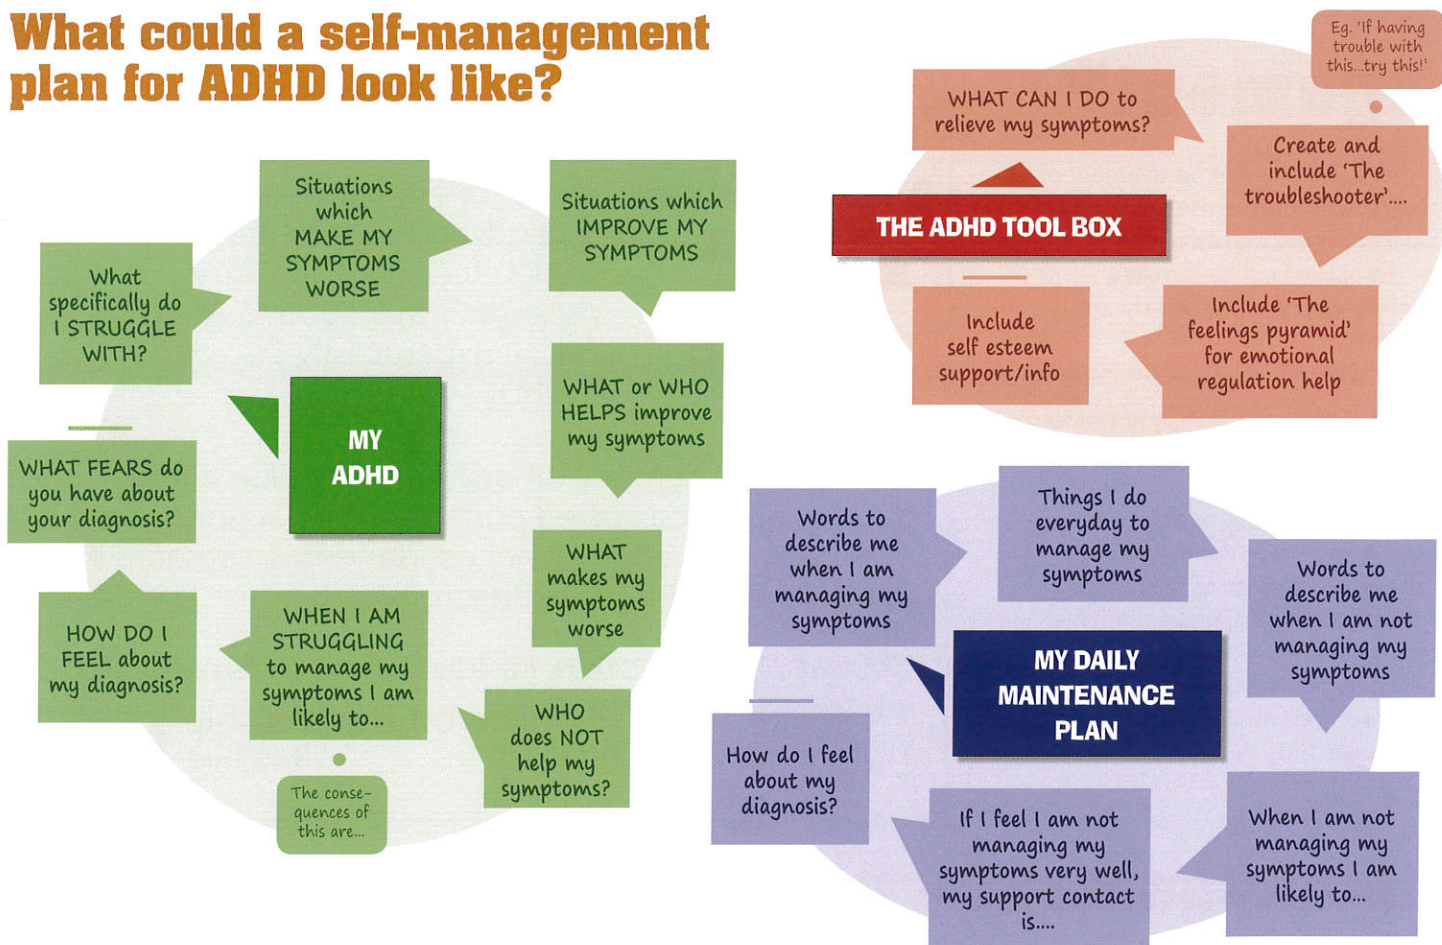 What could a self-management
plan for ADHD look like?
MY
ADHD
What
specifically do
I STRUGGLE
WITH?
Situations
which
MAKE MY
SYMPTOMS
WORSE
Situations which
IMPROVE MY
SYMPTOMS
WHAT or WHO
HELPS improve
my symptoms
WHAT
makes my
symptoms
worse
WHO
does NOT
help my
symptoms?
WHEN I AM
STRUGGLING
to manage my
symptoms I am
likely to...
The conse-
quences of
this are...
HOW DO I
FEEL about
my diagnosis?
WHAT FEARS do
you have about
your diagnosis?
THE ADHD TOOL BOX
WHAT CAN I DO to
relieve my symptoms?
Create and
include ‘The
troubleshooter’....
Eg. ‘If having
trouble with
this...try this!’
Include ‘The
feelings pyramid’
for emotional
regulation help
Include
self esteem
support/info
MY DAILY
MAINTENANCE
PLAN
Words to
describe me
when I am
managing my
symptoms
Things I do
everyday to
manage my
symptoms
Words to
describe me
when I am not
managing my
symptoms
When I am not
managing my
symptoms I am
likely to...
If I feel I am not
managing my
symptoms very well,
my support contact
is....
How do I feel
about my
diagnosis?